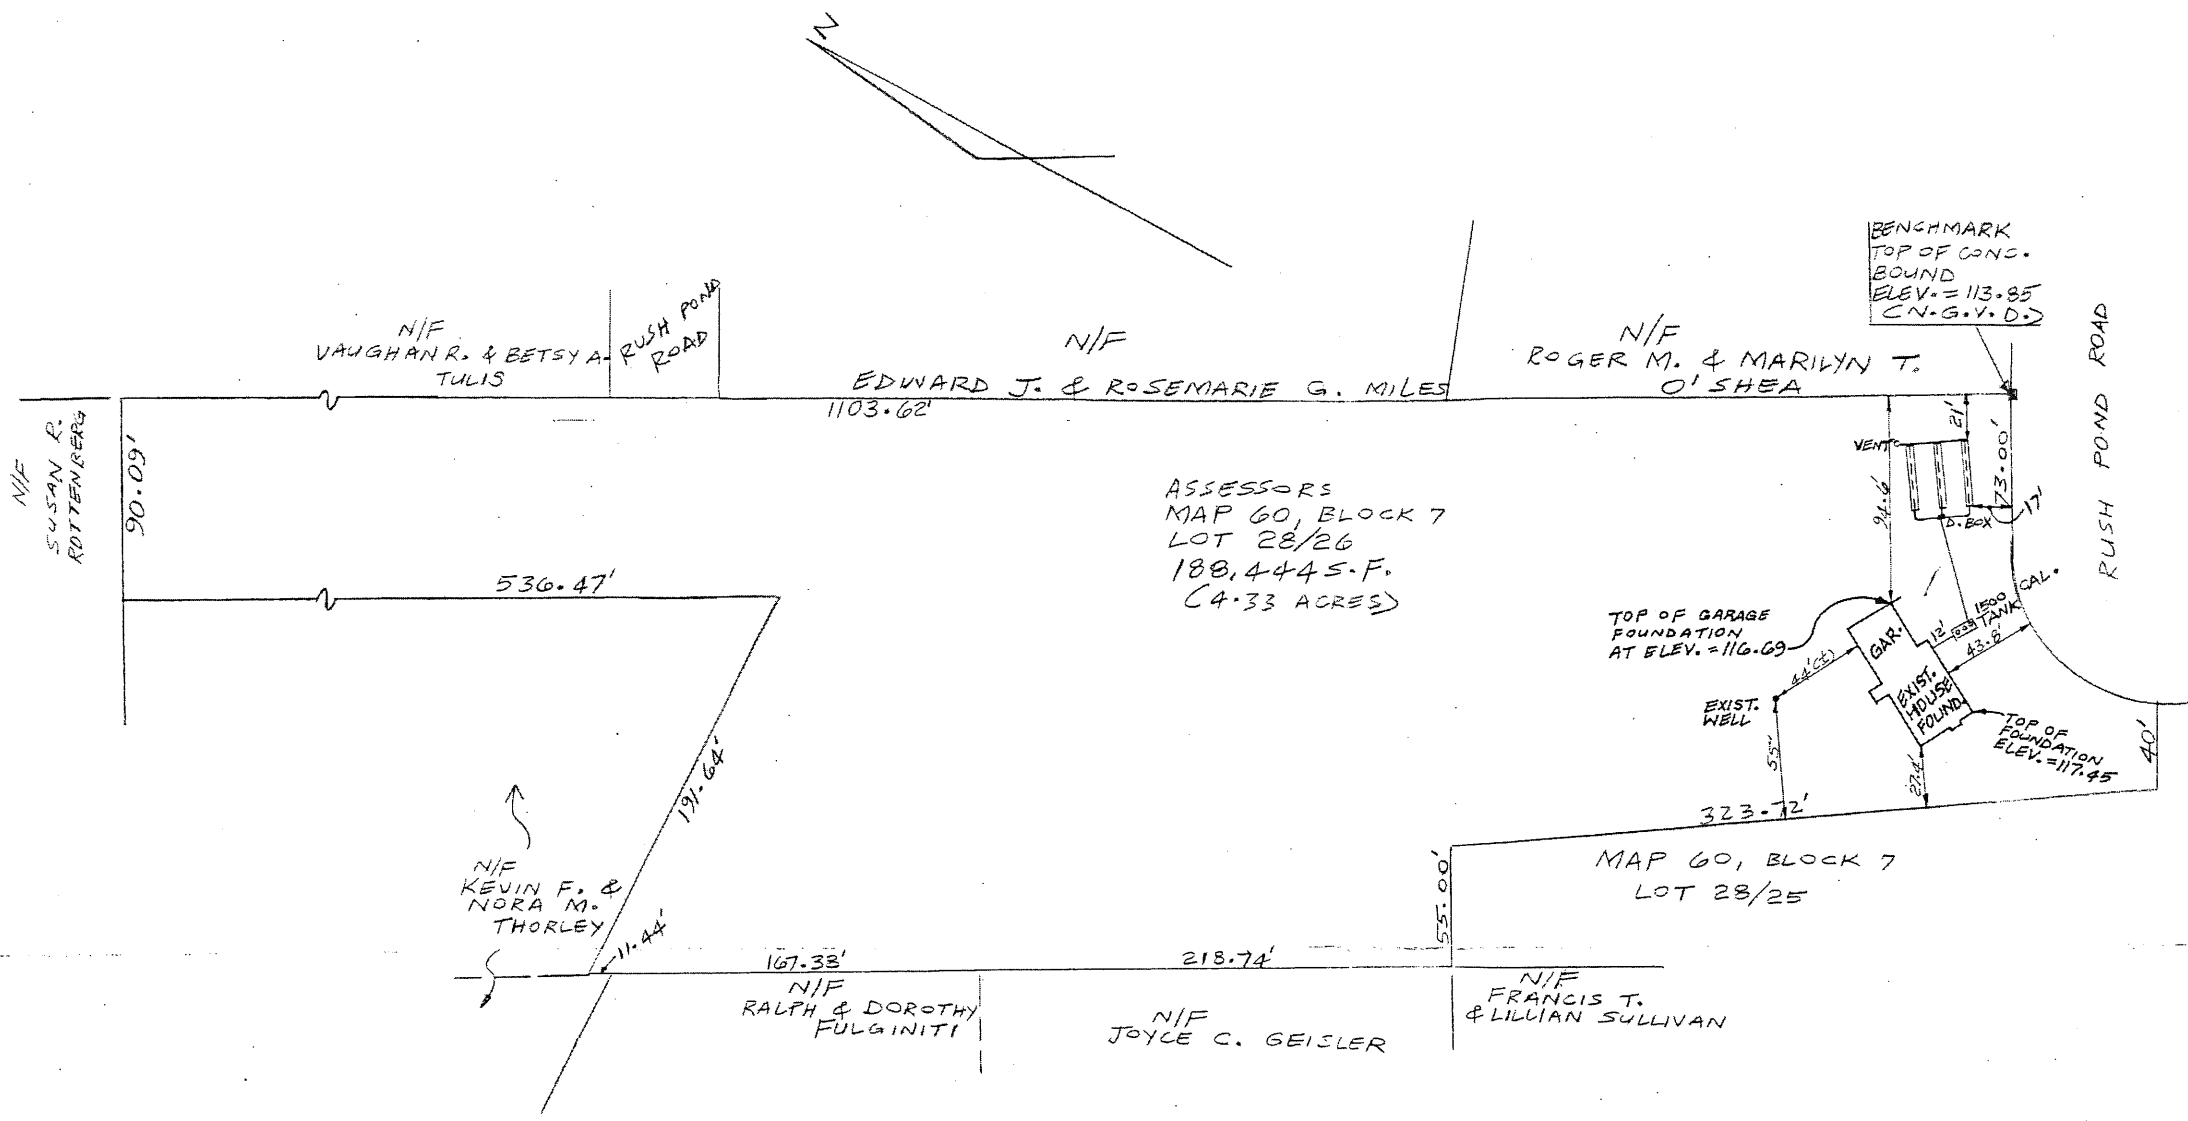 N
BENCHMARK
TOP OF CONC.
BOUND
ELEV. = 113.85
(N.G.V.D.)
N/F
VAUGHAN R. & BETSY A.
TULIS
RUSH POND
ROAD
N/F
EDWARD J. & ROSEMARIE G. MILES
N/F
ROGER M. & MARILYN T.
O'SHEA
RUSH POND ROAD
1103.62'
N/F
SUSAN R.
ROTTENBERG
90.09'
21'
VENT
73.00'
94.6'
D. BOX
17'
ASSESSORS
MAP 60, BLOCK 7
LOT 28/26
188,444 S.F.
(4.33 ACRES)
536.47'
TOP OF GARAGE
FOUNDATION
AT ELEV. = 116.69
GAR.
12'
1500 GAL.
TANK
43.8'
44'(±)
EXIST.
WELL
EXIST.
HOUSE
FOUND.
TOP OF
FOUNDATION
ELEV. = 117.45
40'
55'
27.4'
191.64'
323.72'
MAP 60, BLOCK 7
LOT 28/25
55.00'
N/F
KEVIN F. &
NORA M.
THORLEY
11.44'
167.33'
218.74'
N/F
RALPH & DOROTHY
FULGINITI
N/F
JOYCE C. GEISLER
N/F
FRANCIS T.
& LILLIAN SULLIVAN